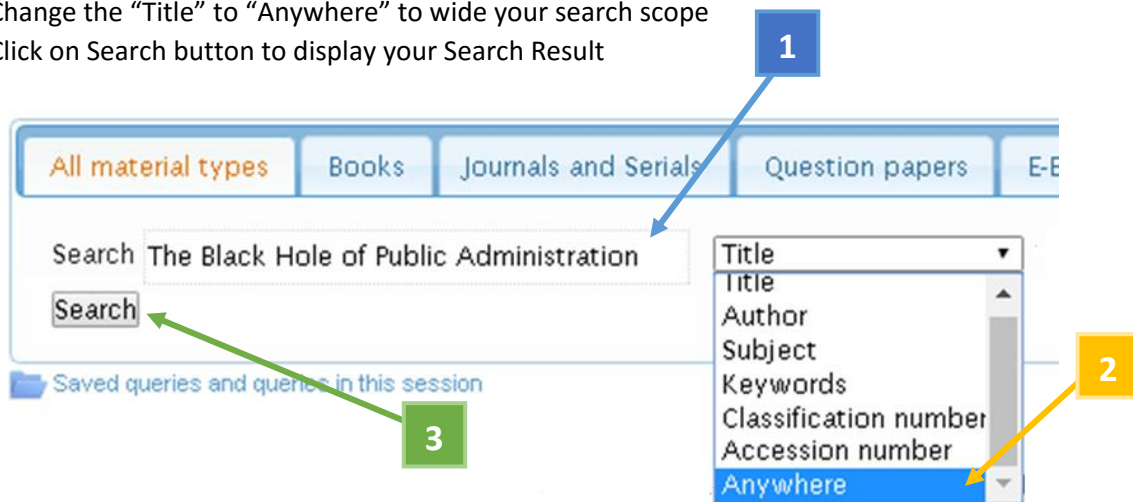 Change the “Title” to “Anywhere” to wide your search scope
Click on Search button to display your Search Result
1
All material types Books Journals and Serials Question papers
Search The Black Hole of Public Administration Title
Title
Search
Author
Subject
Saved queries and queries in this session
Keywords
2
Classification number
3
Accession number
Anywhere